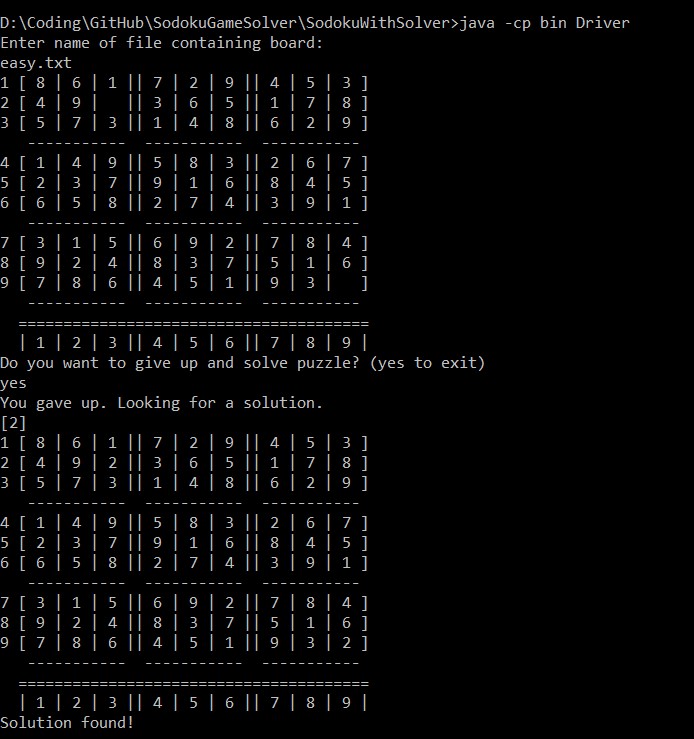 D:\Coding\GitHub\SodokuGameSolver\SodokuWithSolver>java -cp bin Driver
Enter name of file containing board:
easy.txt
1 [ 8 | 6 | 1 || 7 | 2 | 9 || 4 | 5 | 3 ]
2 [ 4 | 9 |   || 3 | 6 | 5 || 1 | 7 | 8 ]
3 [ 5 | 7 | 3 || 1 | 4 | 8 || 6 | 2 | 9 ]
   -----------  -----------  -----------
4 [ 1 | 4 | 9 || 5 | 8 | 3 || 2 | 6 | 7 ]
5 [ 2 | 3 | 7 || 9 | 1 | 6 || 8 | 4 | 5 ]
6 [ 6 | 5 | 8 || 2 | 7 | 4 || 3 | 9 | 1 ]
   -----------  -----------  -----------
7 [ 3 | 1 | 5 || 6 | 9 | 2 || 7 | 8 | 4 ]
8 [ 9 | 2 | 4 || 8 | 3 | 7 || 5 | 1 | 6 ]
9 [ 7 | 8 | 6 || 4 | 5 | 1 || 9 | 3 |   ]
   -----------  -----------  -----------
  =======================================
  | 1 | 2 | 3 || 4 | 5 | 6 || 7 | 8 | 9 |
Do you want to give up and solve puzzle? (yes to exit)
yes
You gave up. Looking for a solution.
[2]
1 [ 8 | 6 | 1 || 7 | 2 | 9 || 4 | 5 | 3 ]
2 [ 4 | 9 | 2 || 3 | 6 | 5 || 1 | 7 | 8 ]
3 [ 5 | 7 | 3 || 1 | 4 | 8 || 6 | 2 | 9 ]
   -----------  -----------  -----------
4 [ 1 | 4 | 9 || 5 | 8 | 3 || 2 | 6 | 7 ]
5 [ 2 | 3 | 7 || 9 | 1 | 6 || 8 | 4 | 5 ]
6 [ 6 | 5 | 8 || 2 | 7 | 4 || 3 | 9 | 1 ]
   -----------  -----------  -----------
7 [ 3 | 1 | 5 || 6 | 9 | 2 || 7 | 8 | 4 ]
8 [ 9 | 2 | 4 || 8 | 3 | 7 || 5 | 1 | 6 ]
9 [ 7 | 8 | 6 || 4 | 5 | 1 || 9 | 3 | 2 ]
   -----------  -----------  -----------
  =======================================
  | 1 | 2 | 3 || 4 | 5 | 6 || 7 | 8 | 9 |
Solution found!